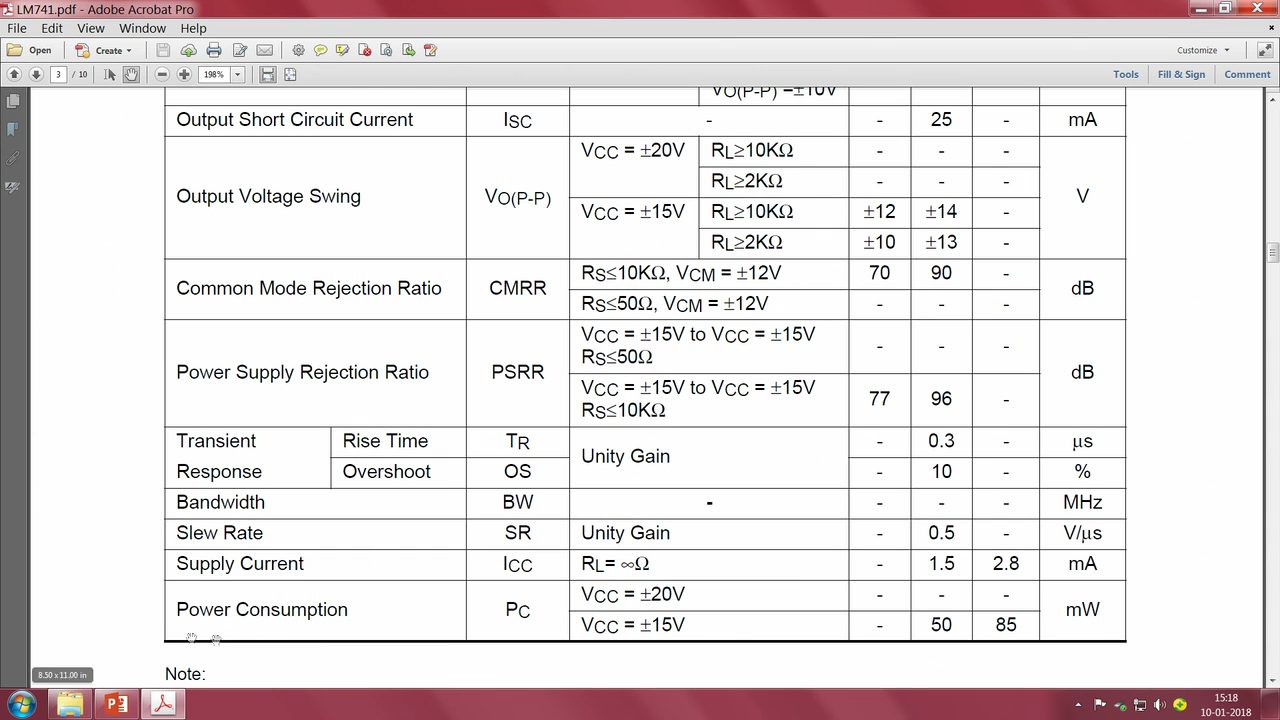 LM741.pdf - Adobe Acrobat Pro
File Edit View Window Help
Open Create Customize
3 / 10 198% Tools Fill & Sign Comment
VO(P-P) =±10V
Output Short Circuit Current ISC - - 25 - mA
Output Voltage Swing VO(P-P) VCC = ±20V RL≥10KΩ - - - V
RL≥2KΩ - - -
VCC = ±15V RL≥10KΩ ±12 ±14 -
RL≥2KΩ ±10 ±13 -
Common Mode Rejection Ratio CMRR RS≤10KΩ, VCM = ±12V 70 90 - dB
RS≤50Ω, VCM = ±12V - - -
Power Supply Rejection Ratio PSRR VCC = ±15V to VCC = ±15V
RS≤50Ω - - - dB
VCC = ±15V to VCC = ±15V
RS≤10KΩ 77 96 -
Transient Rise Time TR Unity Gain - 0.3 - µs
Response Overshoot OS - 10 - %
Bandwidth BW - - - - MHz
Slew Rate SR Unity Gain - 0.5 - V/µs
Supply Current ICC RL= ∞Ω - 1.5 2.8 mA
Power Consumption PC VCC = ±20V - - - mW
VCC = ±15V - 50 85
Note:
8.50 x 11.00 in
15:18
10-01-2018